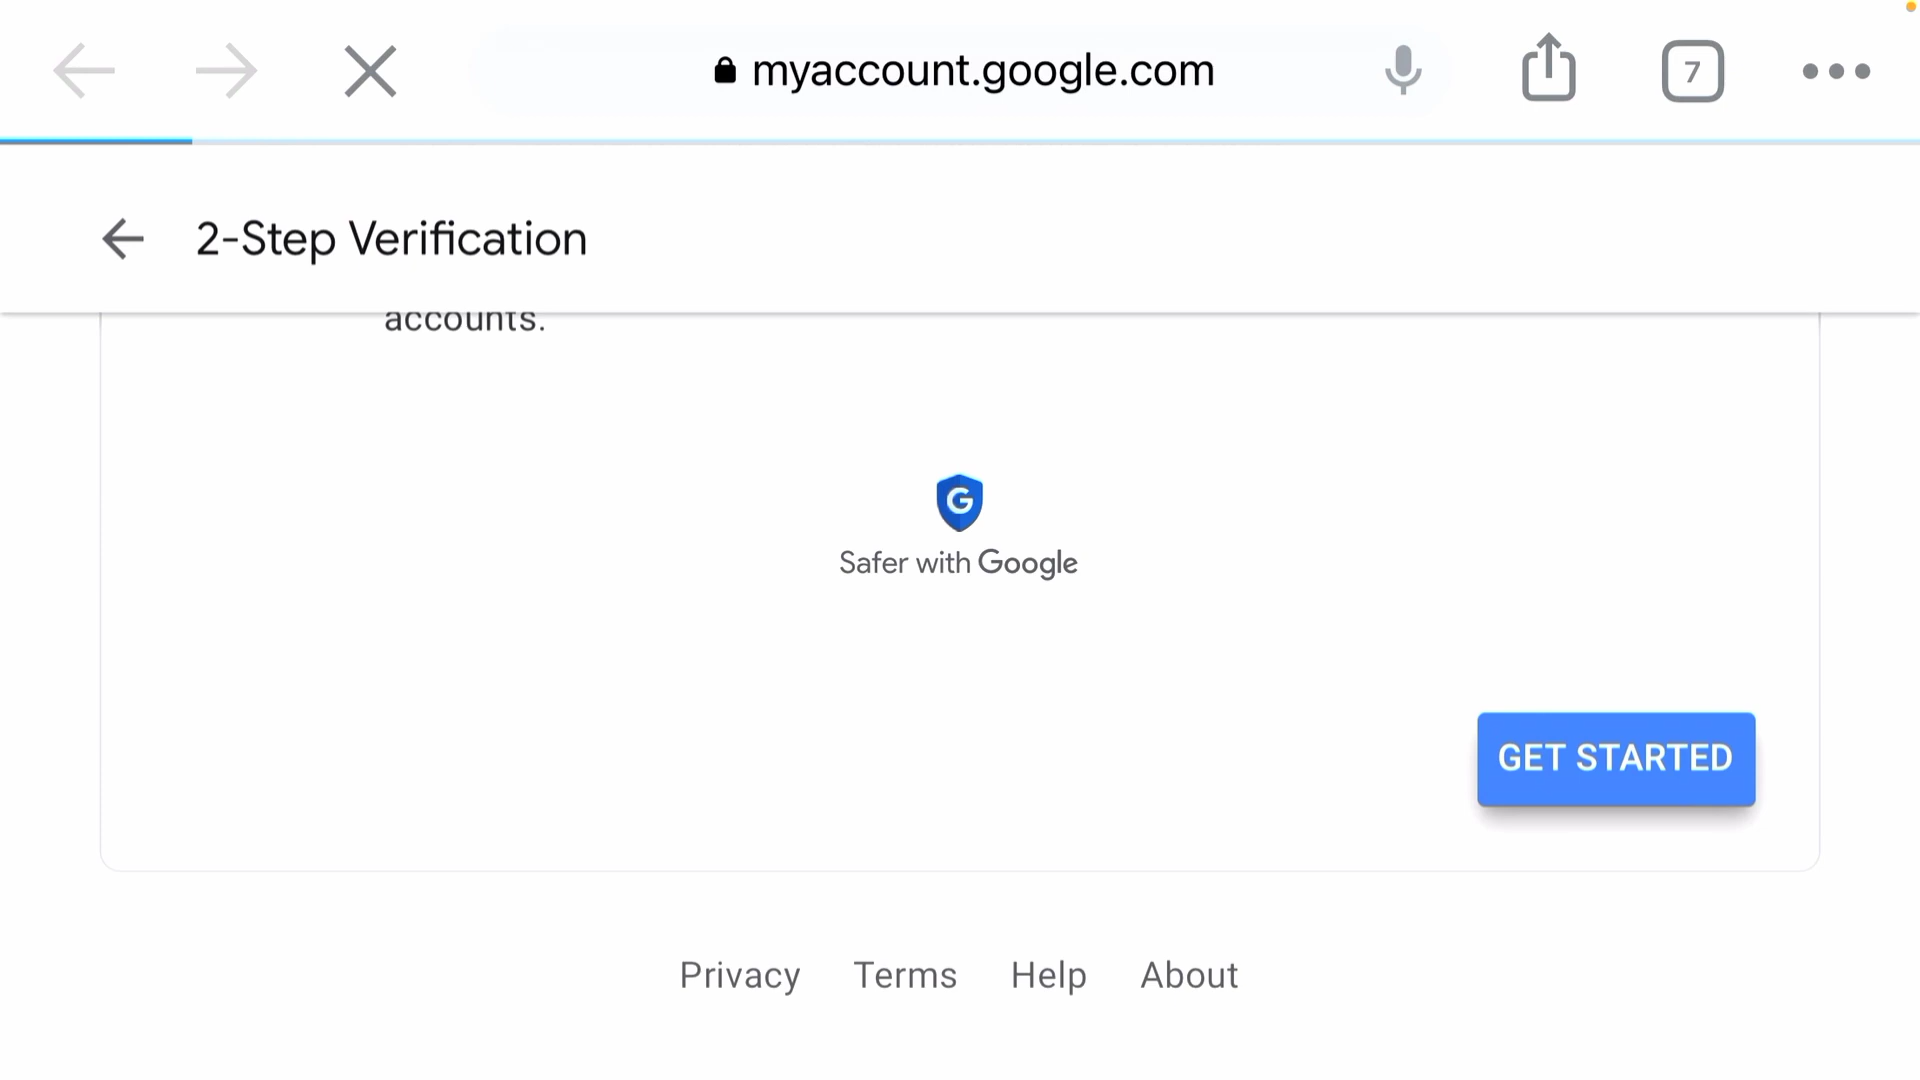 myaccount.google.com
7
2-Step Verification
accounts.
G
Safer with Google
GET STARTED
Privacy Terms Help About